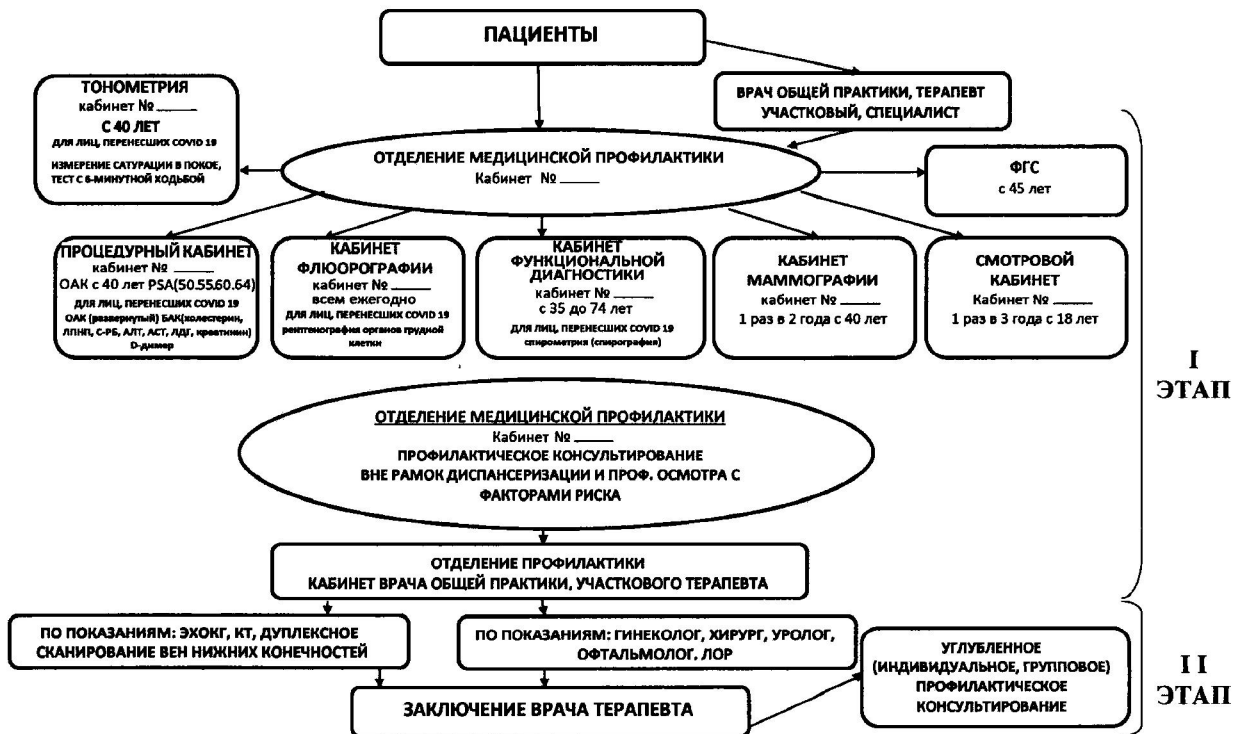 ПАЦИЕНТЫ
ВРАЧ ОБЩЕЙ ПРАКТИКИ, ТЕРАПЕВТ
УЧАСТКОВЫЙ, СПЕЦИАЛИСТ
ТОНОМЕТРИЯ
кабинет № _____
С 40 ЛЕТ
ДЛЯ ЛИЦ, ПЕРЕНЕСШИХ COVID 19
ИЗМЕРЕНИЕ САТУРАЦИИ В ПОКОЕ,
ТЕСТ С 6-МИНУТНОЙ ХОДЬБОЙ
ОТДЕЛЕНИЕ МЕДИЦИНСКОЙ ПРОФИЛАКТИКИ
Кабинет № _____
ФГС
с 45 лет
ПРОЦЕДУРНЫЙ КАБИНЕТ
кабинет № _____
ОАК с 40 лет PSA(50.55.60.64)
ДЛЯ ЛИЦ, ПЕРЕНЕСШИХ COVID 19
ОАК (развернутый) БАК(холестерин,
ЛПНП, С-РБ, АЛТ, АСТ, ЛДГ, креатинин)
D-димер
КАБИНЕТ
ФЛЮОРОГРАФИИ
кабинет № _____
всем ежегодно
ДЛЯ ЛИЦ, ПЕРЕНЕСШИХ COVID 19
рентгенография органов грудной
клетки
КАБИНЕТ
ФУНКЦИОНАЛЬНОЙ
ДИАГНОСТИКИ
кабинет № _____
с 35 до 74 лет
ДЛЯ ЛИЦ, ПЕРЕНЕСШИХ COVID 19
спирометрия (спирография)
КАБИНЕТ
МАММОГРАФИИ
кабинет № _____
1 раз в 2 года с 40 лет
СМОТРОВОЙ
КАБИНЕТ
Кабинет № _____
1 раз в 3 года с 18 лет
I
ЭТАП
ОТДЕЛЕНИЕ МЕДИЦИНСКОЙ ПРОФИЛАКТИКИ
Кабинет № _____
ПРОФИЛАКТИЧЕСКОЕ КОНСУЛЬТИРОВАНИЕ
ВНЕ РАМОК ДИСПАНСЕРИЗАЦИИ И ПРОФ. ОСМОТРА С
ФАКТОРАМИ РИСКА
ОТДЕЛЕНИЕ ПРОФИЛАКТИКИ
КАБИНЕТ ВРАЧА ОБЩЕЙ ПРАКТИКИ, УЧАСТКОВОГО ТЕРАПЕВТА
ПО ПОКАЗАНИЯМ: ЭХОКГ, КТ, ДУПЛЕКСНОЕ
СКАНИРОВАНИЕ ВЕН НИЖНИХ КОНЕЧНОСТЕЙ
ПО ПОКАЗАНИЯМ: ГИНЕКОЛОГ, ХИРУРГ, УРОЛОГ,
ОФТАЛЬМОЛОГ. ЛОР
УГЛУБЛЕННОЕ
(ИНДИВИДУАЛЬНОЕ, ГРУППОВОЕ)
ПРОФИЛАКТИЧЕСКОЕ
КОНСУЛЬТИРОВАНИЕ
II
ЭТАП
ЗАКЛЮЧЕНИЕ ВРАЧА ТЕРАПЕВТА